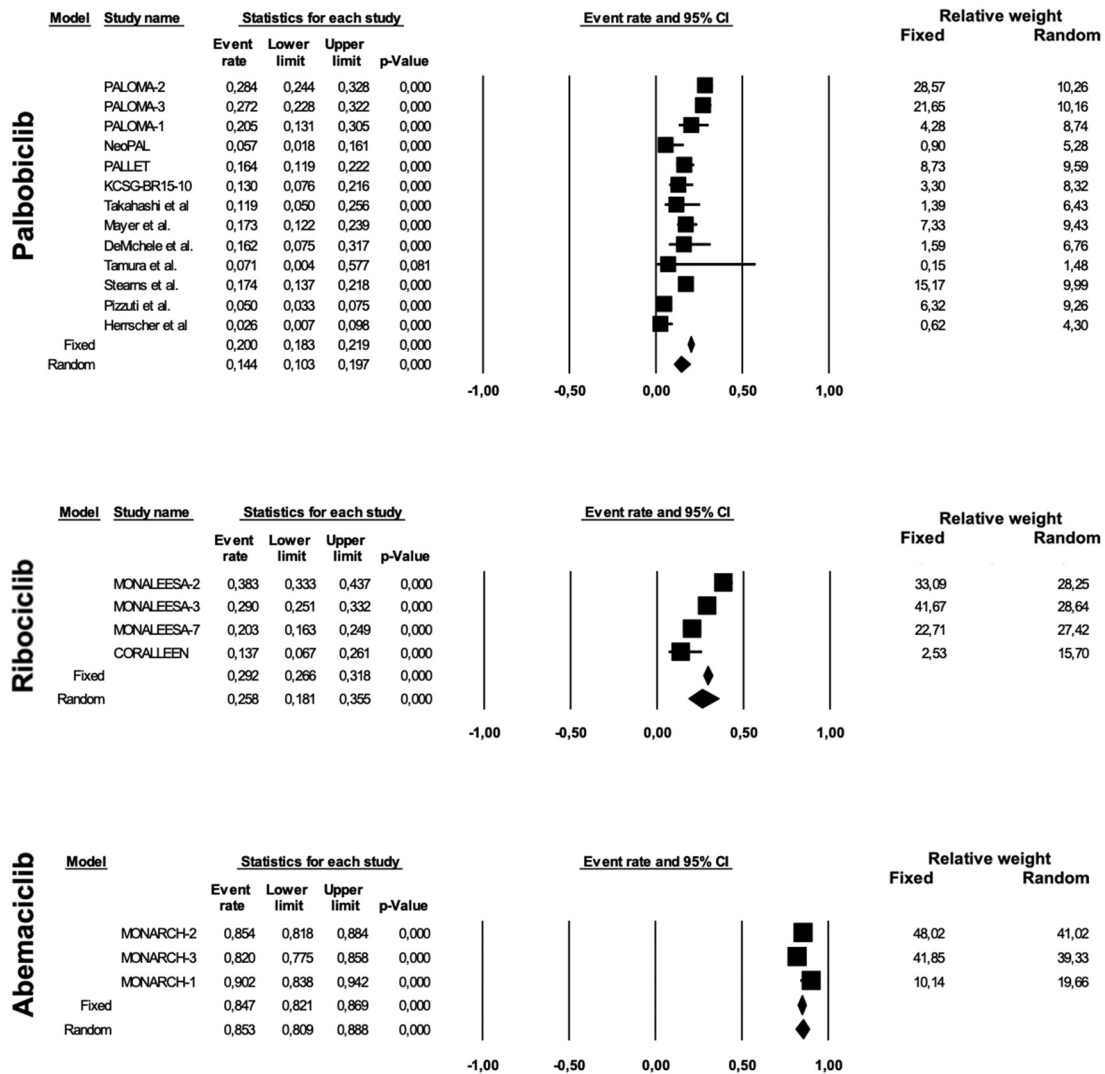 Palbobiclib
Model Study name Statistics for each study Event rate and 95% CI Relative weight
Fixed Random
Event Lower Upper
rate limit limit p-Value
PALOMA-2 0,284 0,244 0,328 0,000 28,57 10,26
PALOMA-3 0,272 0,228 0,322 0,000 21,65 10,16
PALOMA-1 0,205 0,131 0,305 0,000 4,28 8,74
NeoPAL 0,057 0,018 0,161 0,000 0,90 5,28
PALLET 0,164 0,119 0,222 0,000 8,73 9,59
KCSG-BR15-10 0,130 0,076 0,216 0,000 3,30 8,32
Takahashi et al 0,119 0,050 0,256 0,000 1,39 6,43
Mayer et al. 0,173 0,122 0,239 0,000 7,33 9,43
DeMichele et al. 0,162 0,075 0,317 0,000 1,59 6,76
Tamura et al. 0,071 0,004 0,577 0,081 0,15 1,48
Stearns et al. 0,174 0,137 0,218 0,000 15,17 9,99
Pizzuti et al. 0,050 0,033 0,075 0,000 6,32 9,26
Herrscher et al 0,026 0,007 0,098 0,000 0,62 4,30
Fixed 0,200 0,183 0,219 0,000
Random 0,144 0,103 0,197 0,000
-1,00 -0,50 0,00 0,50 1,00
Ribociclib
Model Study name Statistics for each study Event rate and 95% CI Relative weight
Fixed Random
Event Lower Upper
rate limit limit p-Value
MONALEESA-2 0,383 0,333 0,437 0,000 33,09 28,25
MONALEESA-3 0,290 0,251 0,332 0,000 41,67 28,64
MONALEESA-7 0,203 0,163 0,249 0,000 22,71 27,42
CORALLEEN 0,137 0,067 0,261 0,000 2,53 15,70
Fixed 0,292 0,266 0,318 0,000
Random 0,258 0,181 0,355 0,000
-1,00 -0,50 0,00 0,50 1,00
Abemaciclib
Model Statistics for each study Event rate and 95% CI Relative weight
Fixed Random
Event Lower Upper
rate limit limit p-Value
MONARCH-2 0,854 0,818 0,884 0,000 48,02 41,02
MONARCH-3 0,820 0,775 0,858 0,000 41,85 39,33
MONARCH-1 0,902 0,838 0,942 0,000 10,14 19,66
Fixed 0,847 0,821 0,869 0,000
Random 0,853 0,809 0,888 0,000
-1,00 -0,50 0,00 0,50 1,00